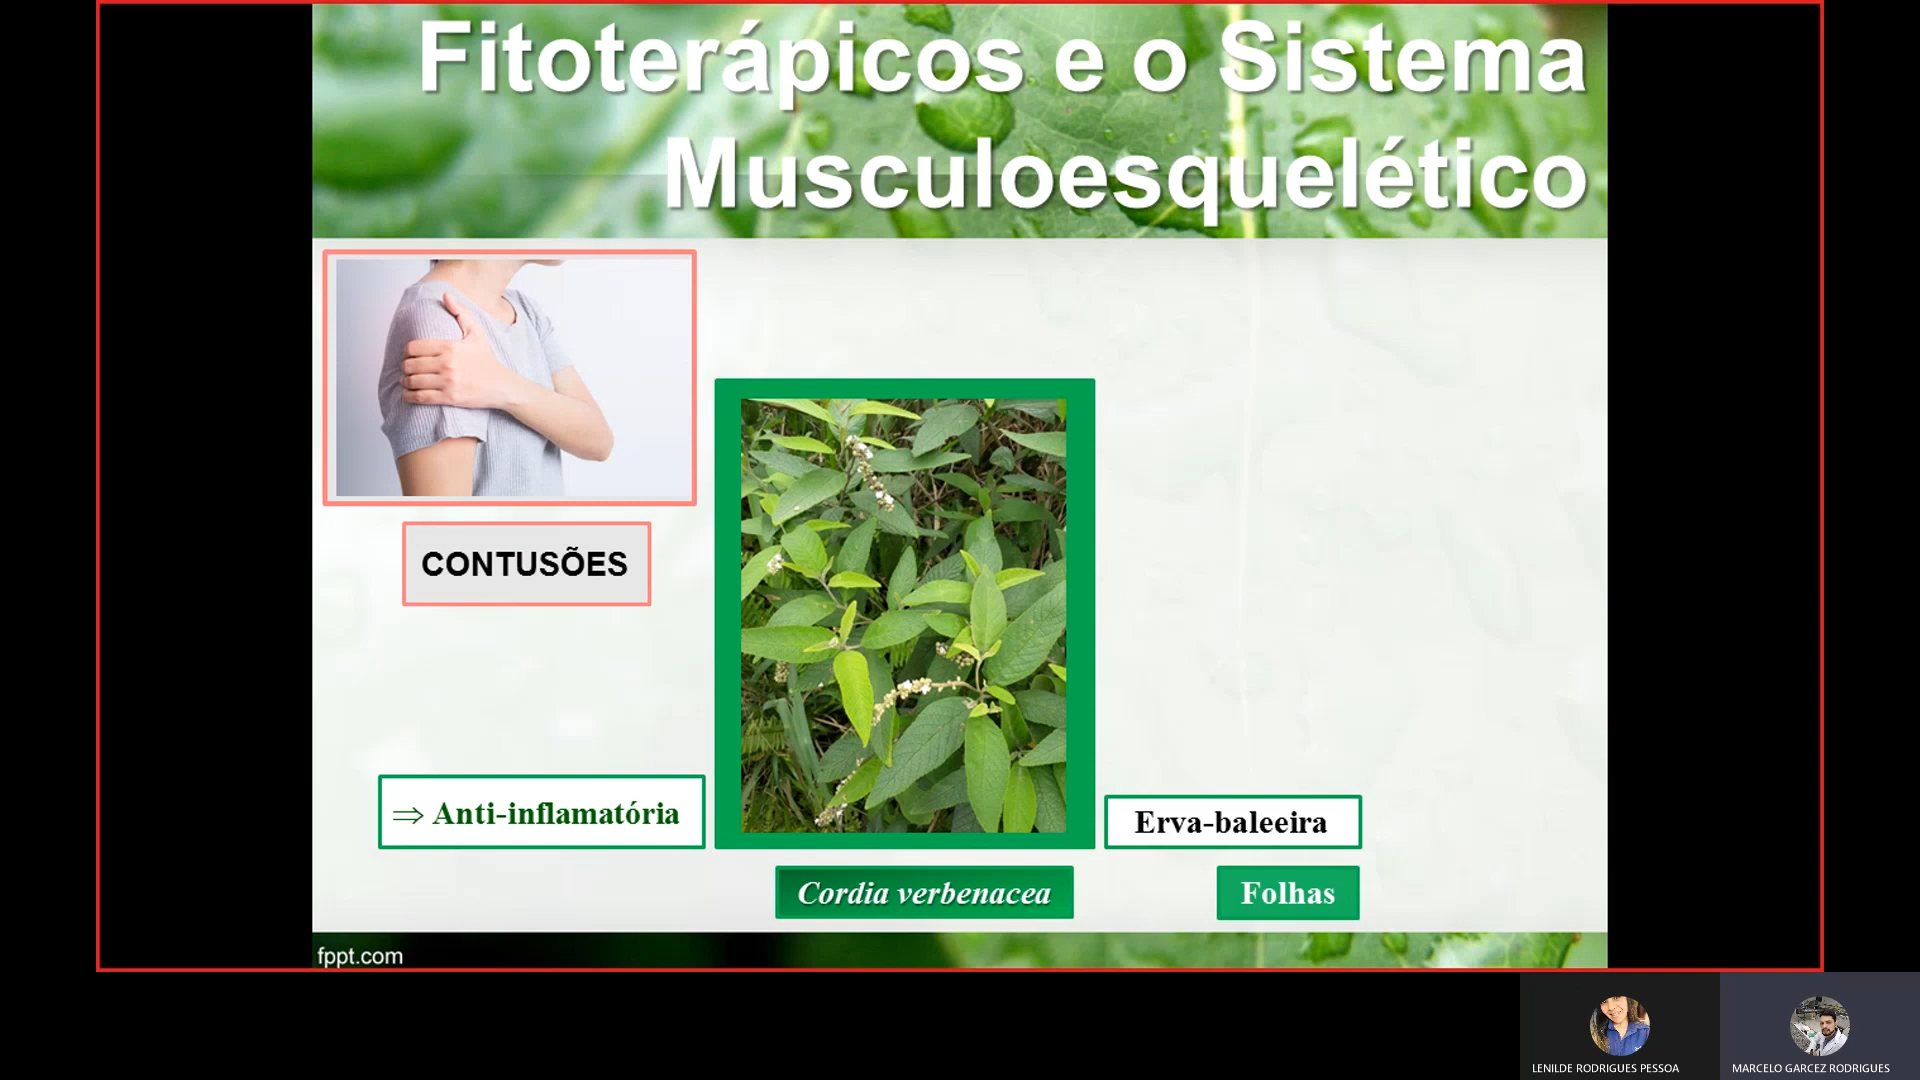 Fitoterápicos e o Sistema
Musculoesquelético
CONTUSÕES
⇒ Anti-inflamatória
Erva-baleeira
Cordia verbenacea
Folhas
fppt.com
LENILDE RODRIGUES PESSOA
MARCELO GARCEZ RODRIGUES